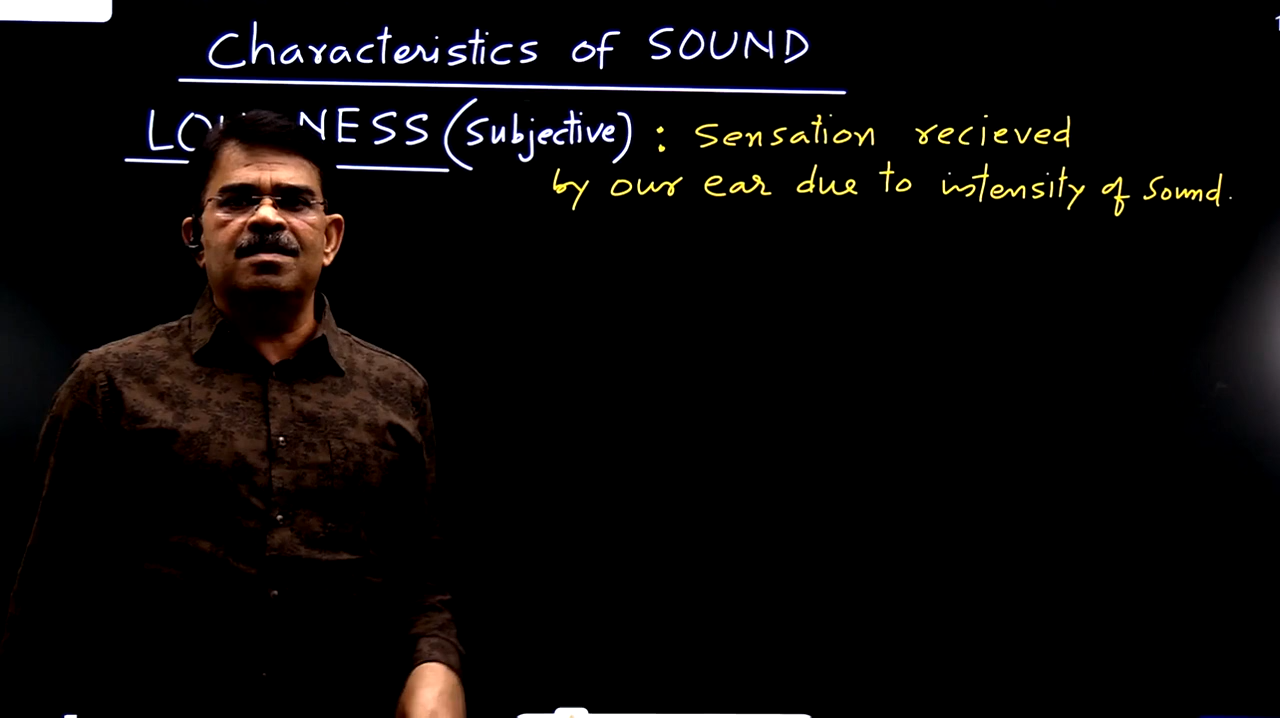 Characteristics of SOUND
(Subjective) : Sensation recieved
by our ear due to intensity of Sound.